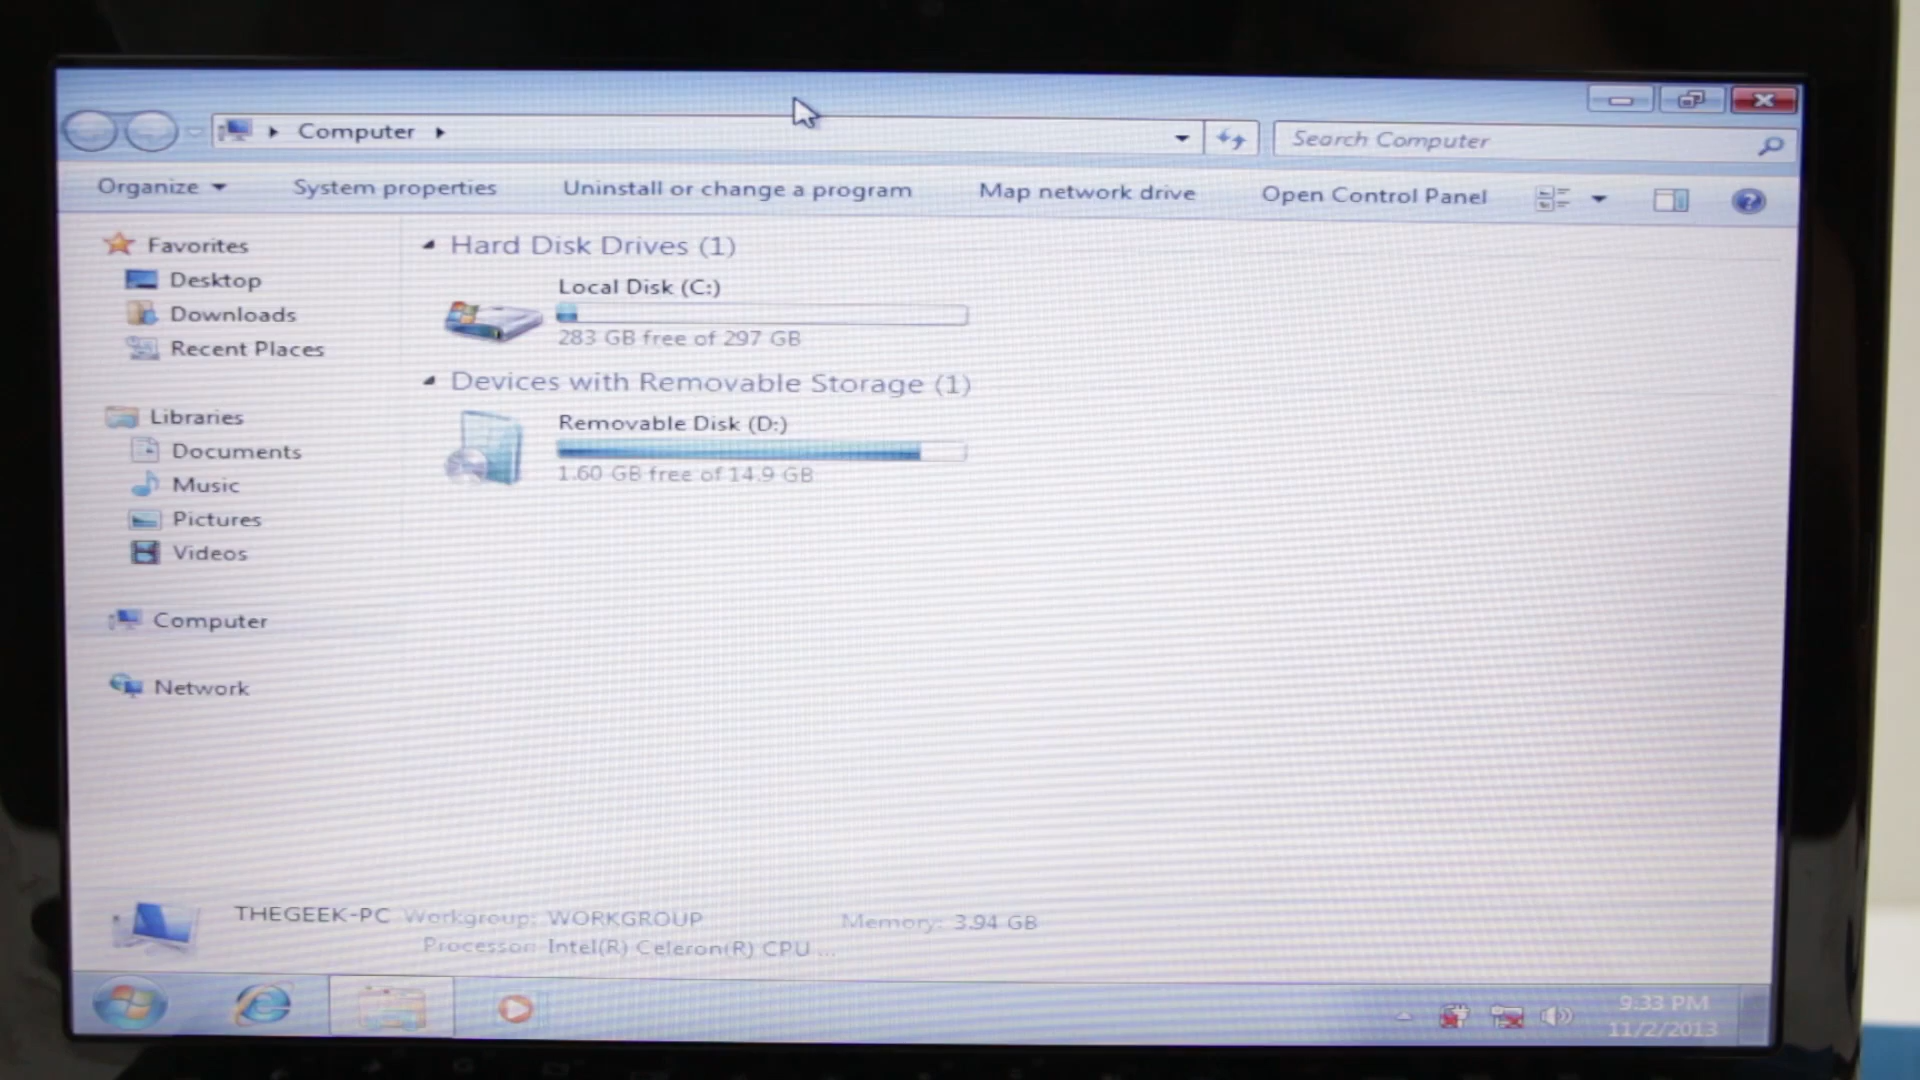 Computer
Search Computer
Organize
System properties
Uninstall or change a program
Map network drive
Open Control Panel
Favorites
Desktop
Downloads
Recent Places
Libraries
Documents
Music
Pictures
Videos
Computer
Network
Hard Disk Drives (1)
Local Disk (C:)
283 GB free of 297 GB
Devices with Removable Storage (1)
Removable Disk (D:)
1.60 GB free of 14.9 GB
THEGEEK-PC Workgroup: WORKGROUP Memory: 3.94 GB
Processor: Intel(R) Celeron(R) CPU ...
9:33 PM
11/2/2013